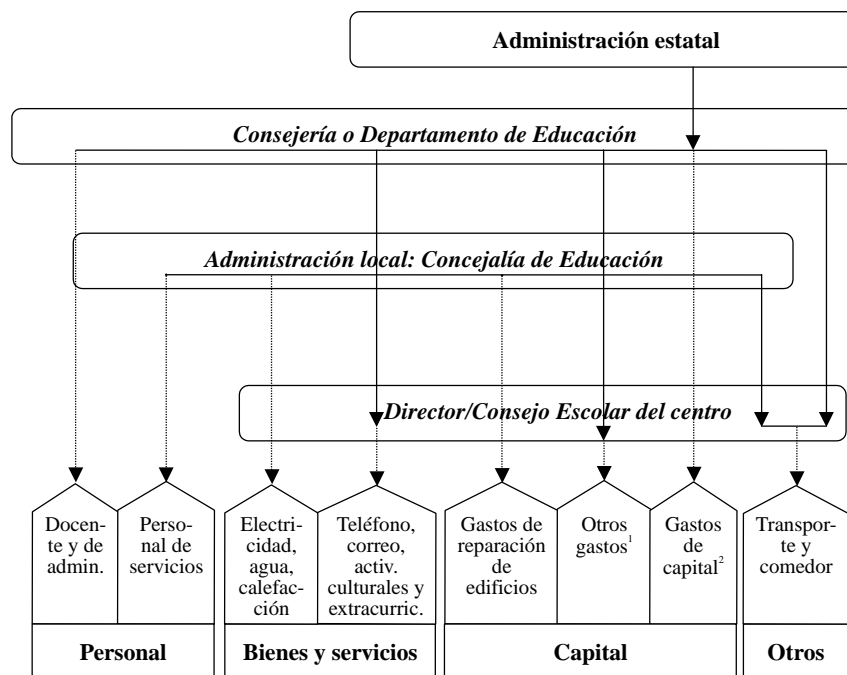 Administración estatal
Consejería o Departamento de Educación
Administración local: Concejalía de Educación
Director/Consejo Escolar del centro
Docen-
te y de
admin.
Perso-
nal de
servicios
Electri-
cidad,
agua,
calefac-
ción
Teléfono,
correo,
activ.
culturales y
extracurric.
Gastos de
reparación
de
edificios
Otros
gastos¹
Gastos
de
capital²
Transpor-
te y
comedor
Personal
Bienes y servicios
Capital
Otros